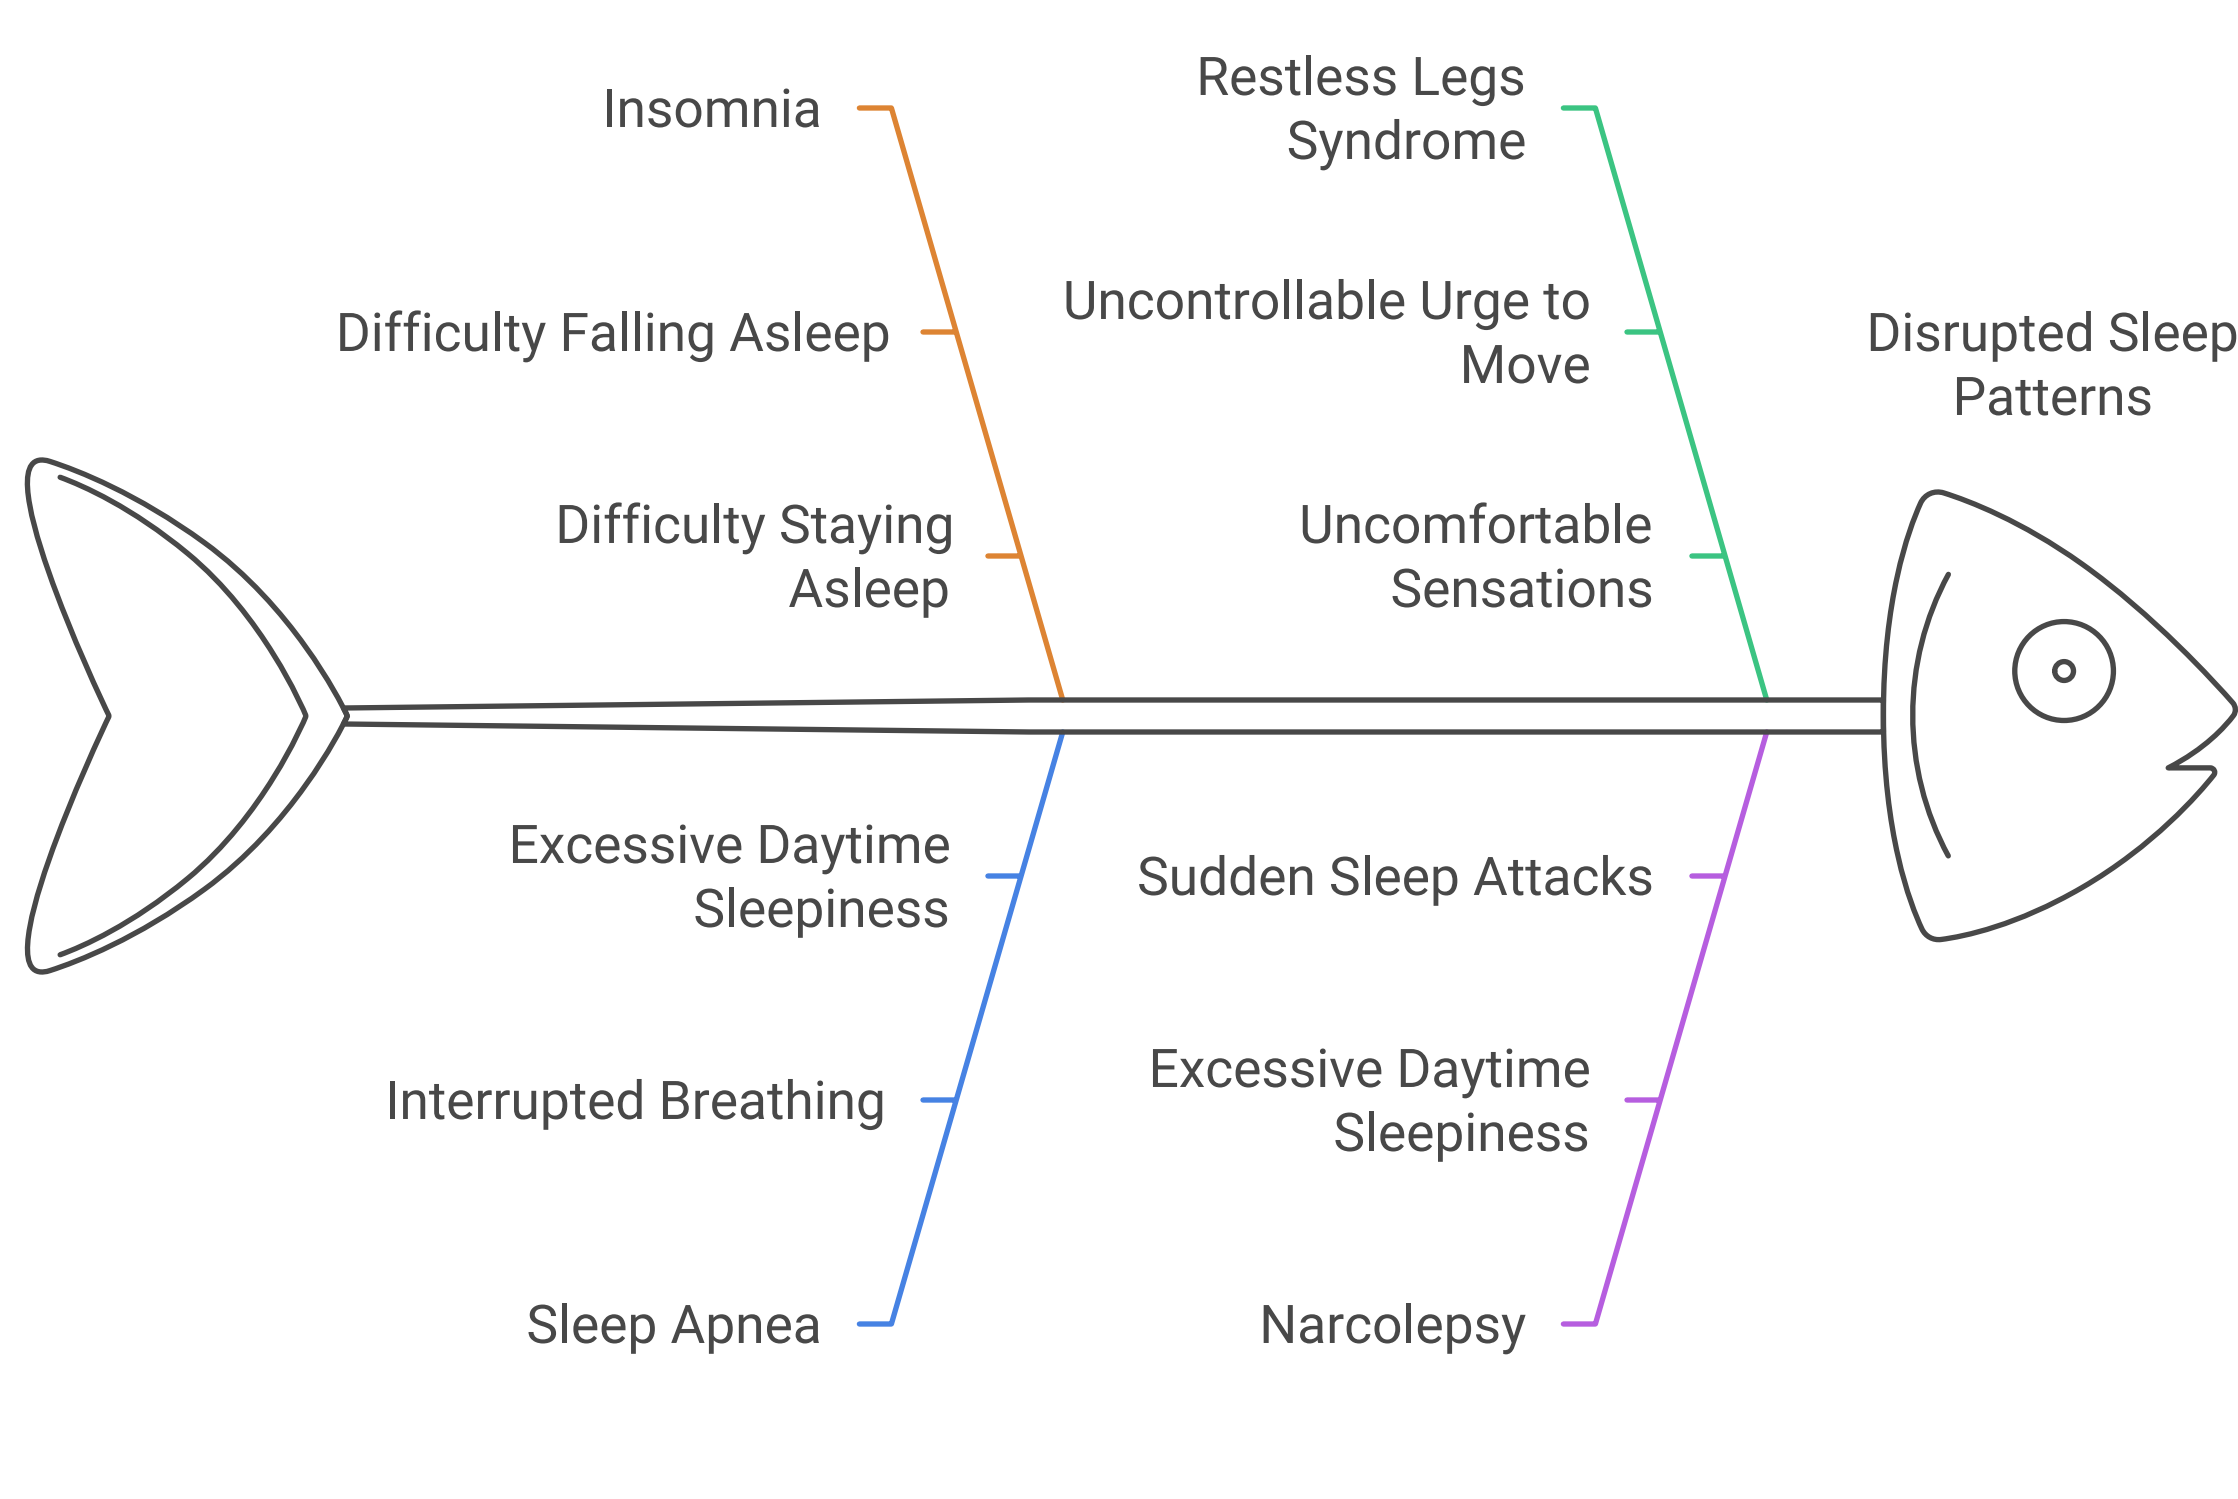 Insomnia
Difficulty Falling Asleep
Difficulty Staying
Asleep
Restless Legs
Syndrome
Uncontrollable Urge to
Move
Uncomfortable
Sensations
Disrupted Sleep
Patterns
Excessive Daytime
Sleepiness
Interrupted Breathing
Sleep Apnea
Sudden Sleep Attacks
Excessive Daytime
Sleepiness
Narcolepsy